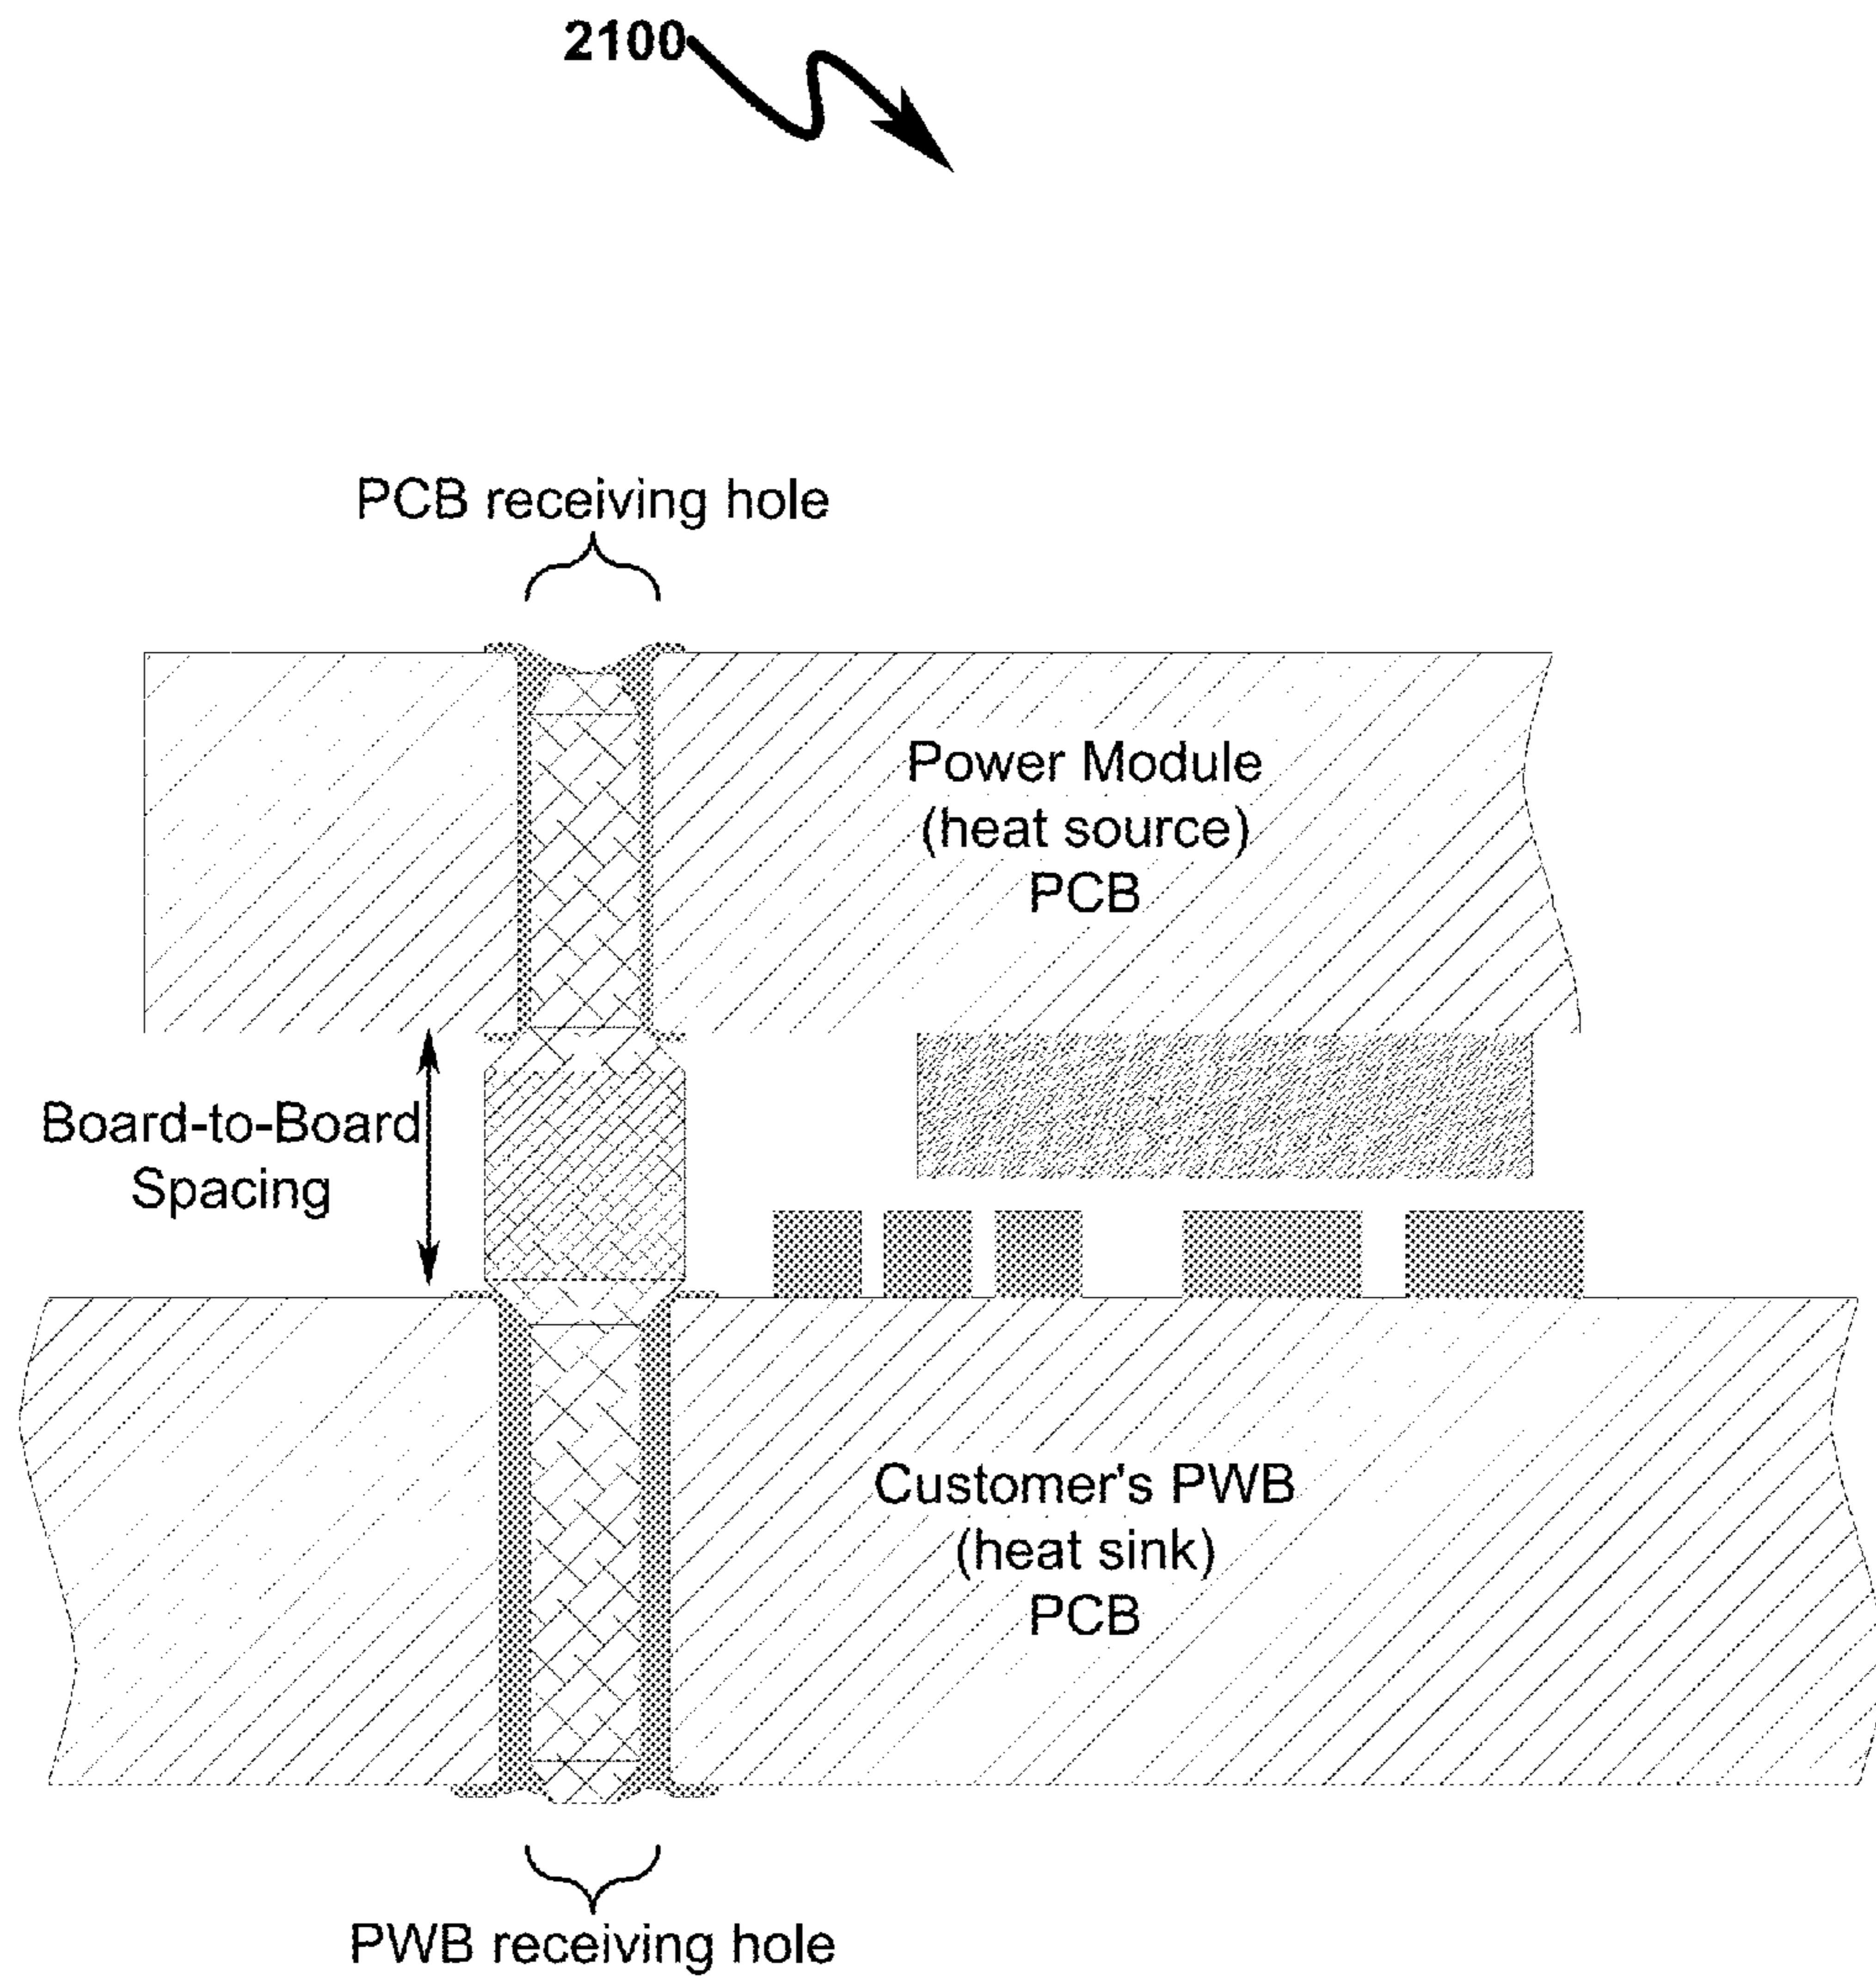 2100
PCB receiving hole
Power Module
(heat source)
PCB
Board-to-Board
Spacing
Customer's PWB
(heat sink)
PCB
PWB receiving hole